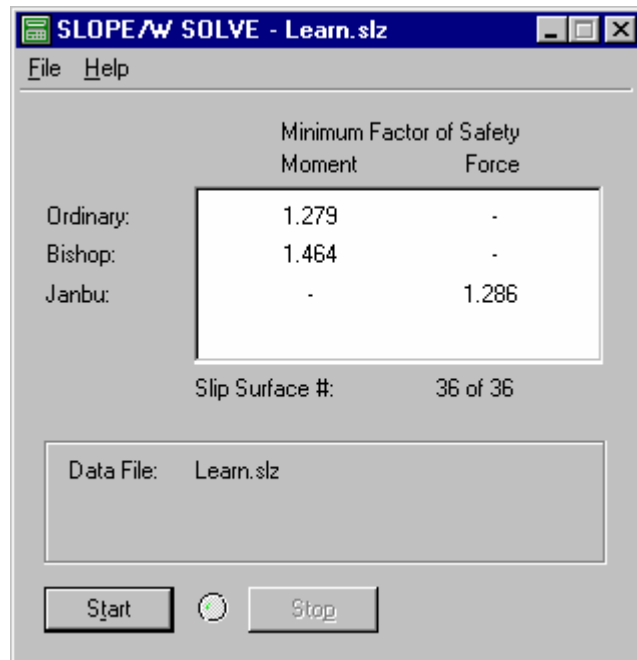 SLOPE/W SOLVE - Learn.slz
File Help
Minimum Factor of Safety
Moment Force
Ordinary: 1.279 -
Bishop: 1.464 -
Janbu: - 1.286
Slip Surface #: 36 of 36
Data File: Learn.slz
Start Stop